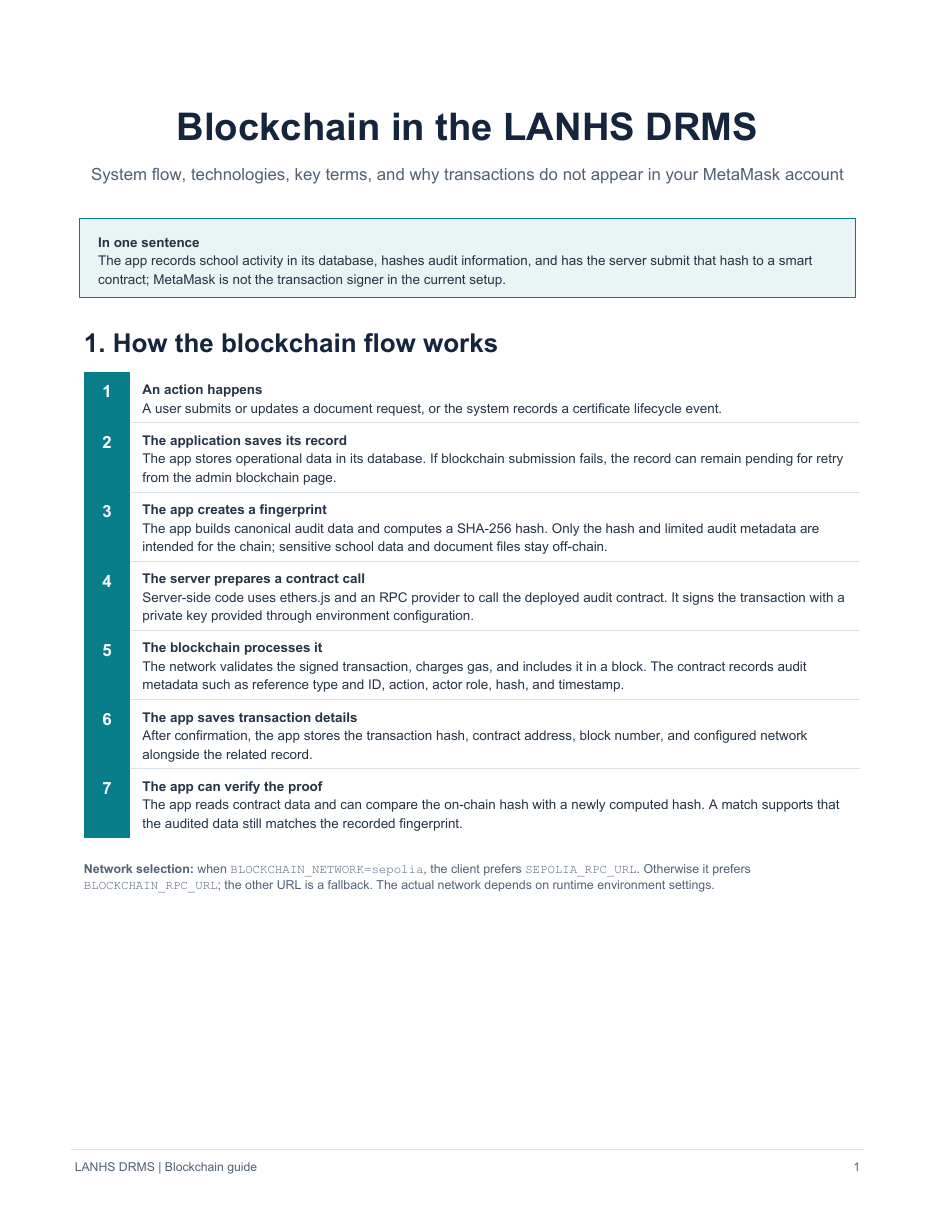 Blockchain in the LANHS DRMS
System flow, technologies, key terms, and why transactions do not appear in your MetaMask account
In one sentence
The app records school activity in its database, hashes audit information, and has the server submit that hash to a smart
contract; MetaMask is not the transaction signer in the current setup.
1. How the blockchain flow works
1
An action happens
A user submits or updates a document request, or the system records a certificate lifecycle event.
2
The application saves its record
The app stores operational data in its database. If blockchain submission fails, the record can remain pending for retry
from the admin blockchain page.
3
The app creates a fingerprint
The app builds canonical audit data and computes a SHA-256 hash. Only the hash and limited audit metadata are
intended for the chain; sensitive school data and document files stay off-chain.
4
The server prepares a contract call
Server-side code uses ethers.js and an RPC provider to call the deployed audit contract. It signs the transaction with a
private key provided through environment configuration.
5
The blockchain processes it
The network validates the signed transaction, charges gas, and includes it in a block. The contract records audit
metadata such as reference type and ID, action, actor role, hash, and timestamp.
6
The app saves transaction details
After confirmation, the app stores the transaction hash, contract address, block number, and configured network
alongside the related record.
7
The app can verify the proof
The app reads contract data and can compare the on-chain hash with a newly computed hash. A match supports that
the audited data still matches the recorded fingerprint.
Network selection: when BLOCKCHAIN_NETWORK=sepolia, the client prefers SEPOLIA_RPC_URL. Otherwise it prefers
BLOCKCHAIN_RPC_URL; the other URL is a fallback. The actual network depends on runtime environment settings.
LANHS DRMS | Blockchain guide
1